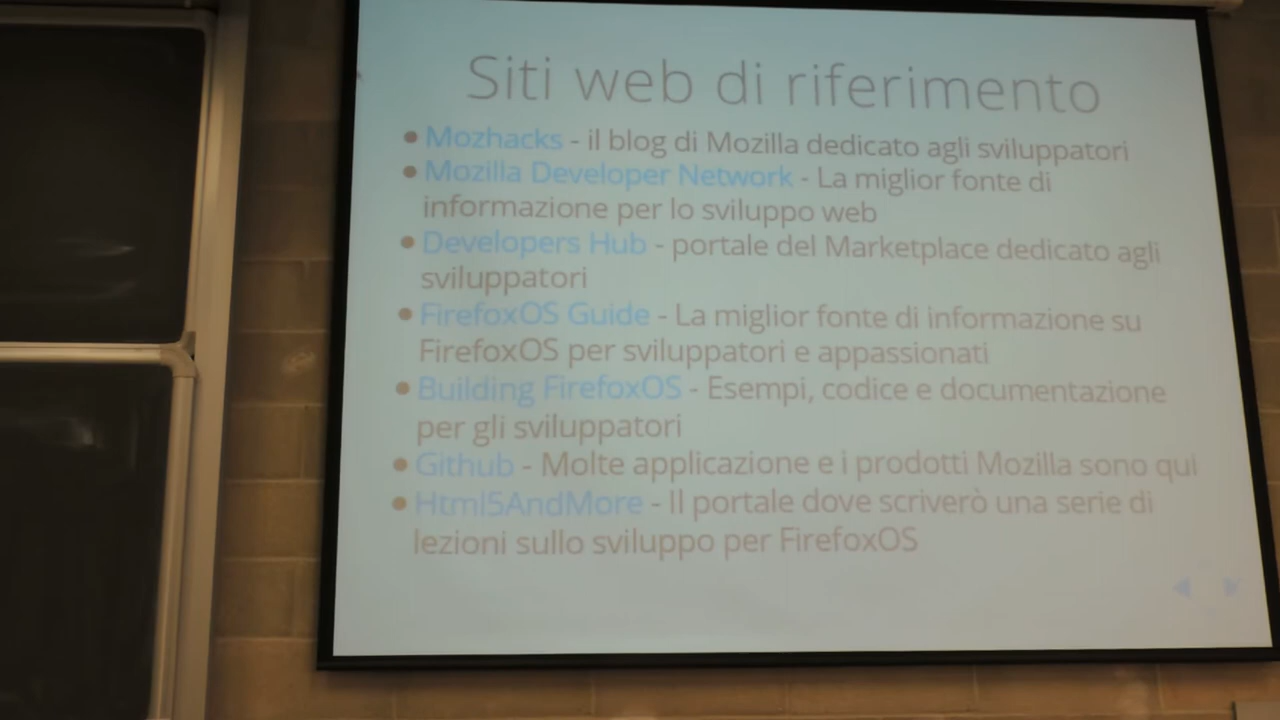 Siti web di riferimento
• Mozhacks - il blog di Mozilla dedicato agli sviluppatori
• Mozilla Developer Network - La miglior fonte di
informazione per lo sviluppo web
• Developers Hub - portale del Marketplace dedicato agli
sviluppatori
• FirefoxOS Guide - La miglior fonte di informazione su
FirefoxOS per sviluppatori e appassionati
• Building FirefoxOS - Esempi, codice e documentazione
per gli sviluppatori
• Github - Molte applicazione e i prodotti Mozilla sono qui
• Html5AndMore - Il portale dove scriverò una serie di
lezioni sullo sviluppo per FirefoxOS